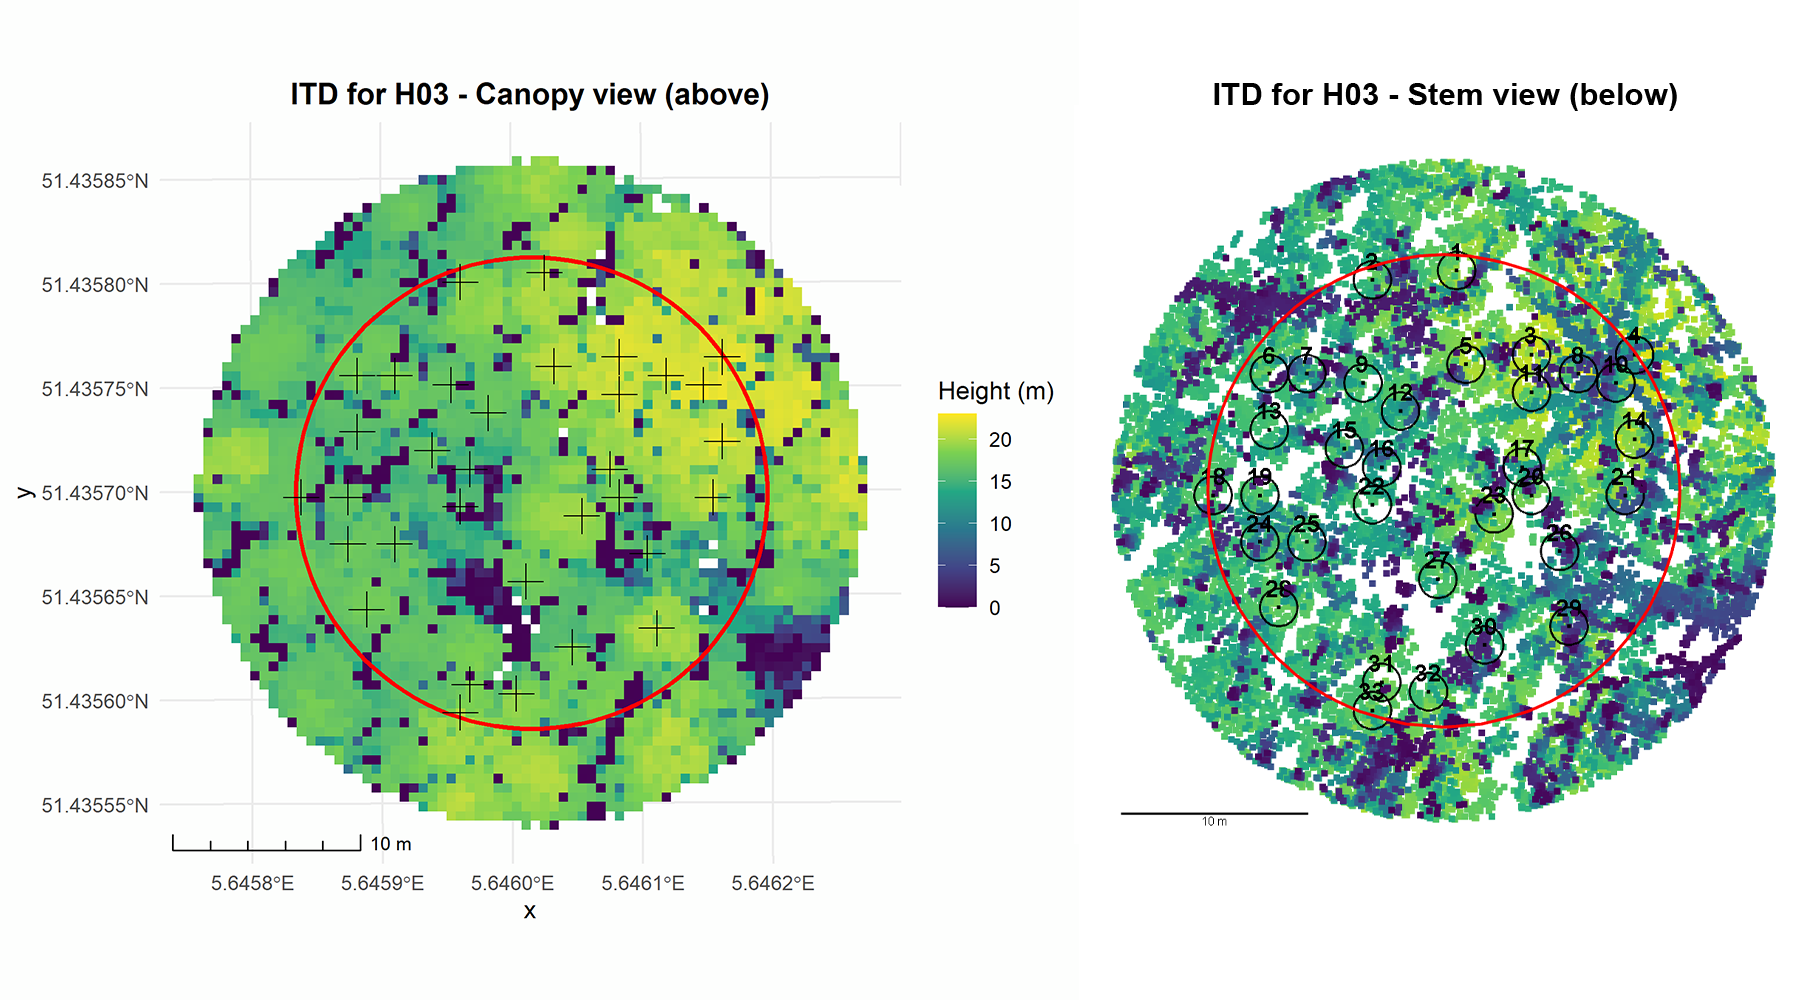 ITD for H03 - Canopy view (above)
ITD for H03 - Stem view (below)
51.43585°N
51.43580°N
51.43575°N
51.43570°N
51.43565°N
51.43560°N
51.43555°N
y
10 m
5.6458°E
5.6459°E
5.6460°E
5.6461°E
5.6462°E
x
Height (m)
20
15
10
5
0
1
2
3
4
5
6
7
8
9
10
11
12
13
14
15
16
17
18
19
20
21
22
23
24
25
26
27
28
29
30
31
32
33
10 m